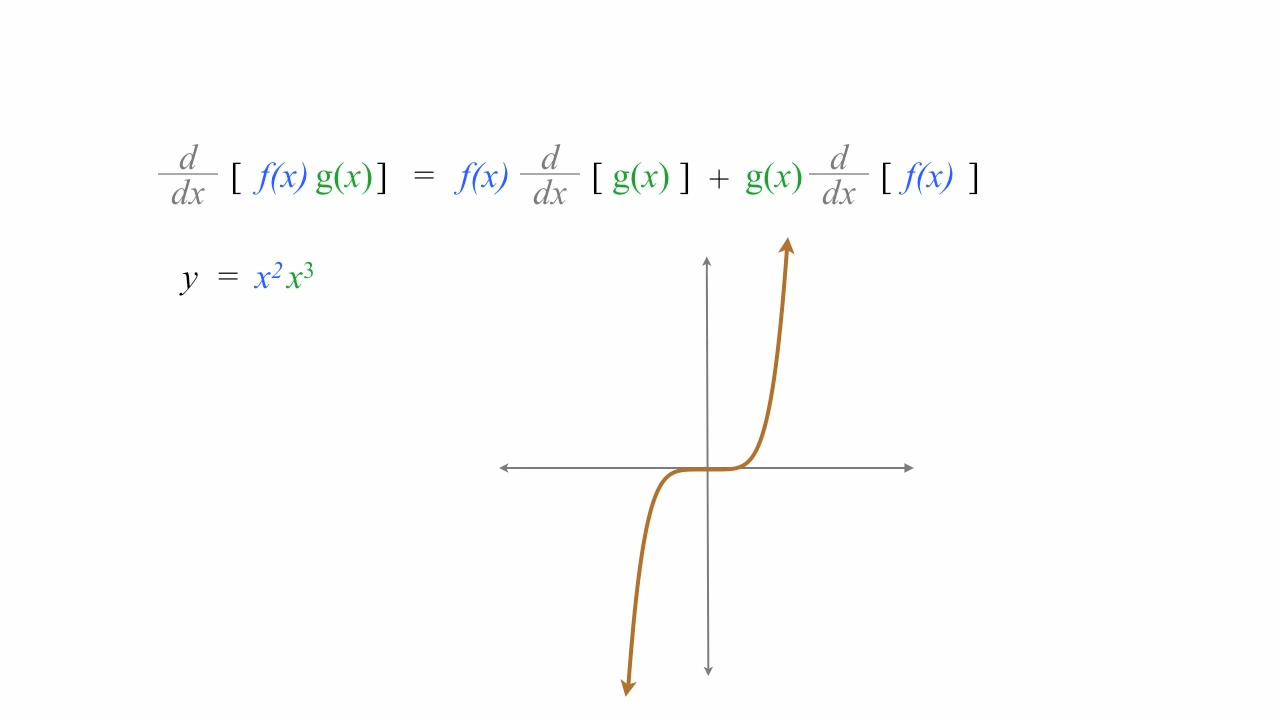 d/dx [ f(x) g(x)] = f(x) d/dx [ g(x) ] + g(x) d/dx [ f(x) ]
y = x² x³